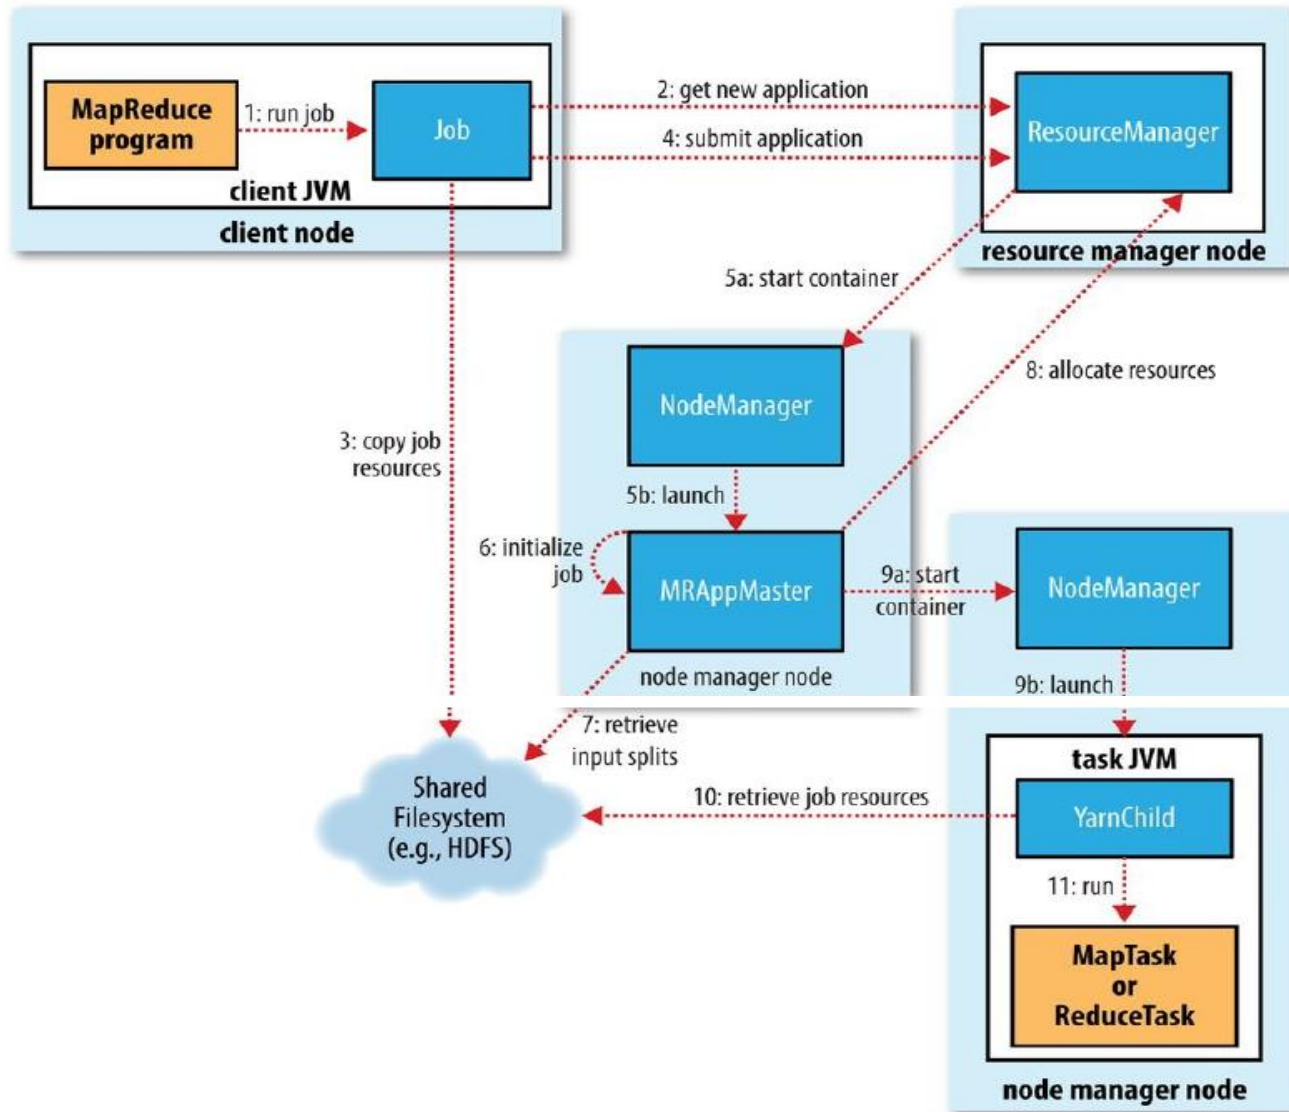 MapReduce
program
1: run job
Job
client JVM
client node
2: get new application
4: submit application
ResourceManager
resource manager node
5a: start container
3: copy job
resources
NodeManager
5b: launch
8: allocate resources
6: initialize
job
MRAppMaster
9a: start
container
NodeManager
node manager node
9b: launch
7: retrieve
input splits
Shared
Filesystem
(e.g., HDFS)
10: retrieve job resources
task JVM
YarnChild
11: run
MapTask
or
ReduceTask
node manager node